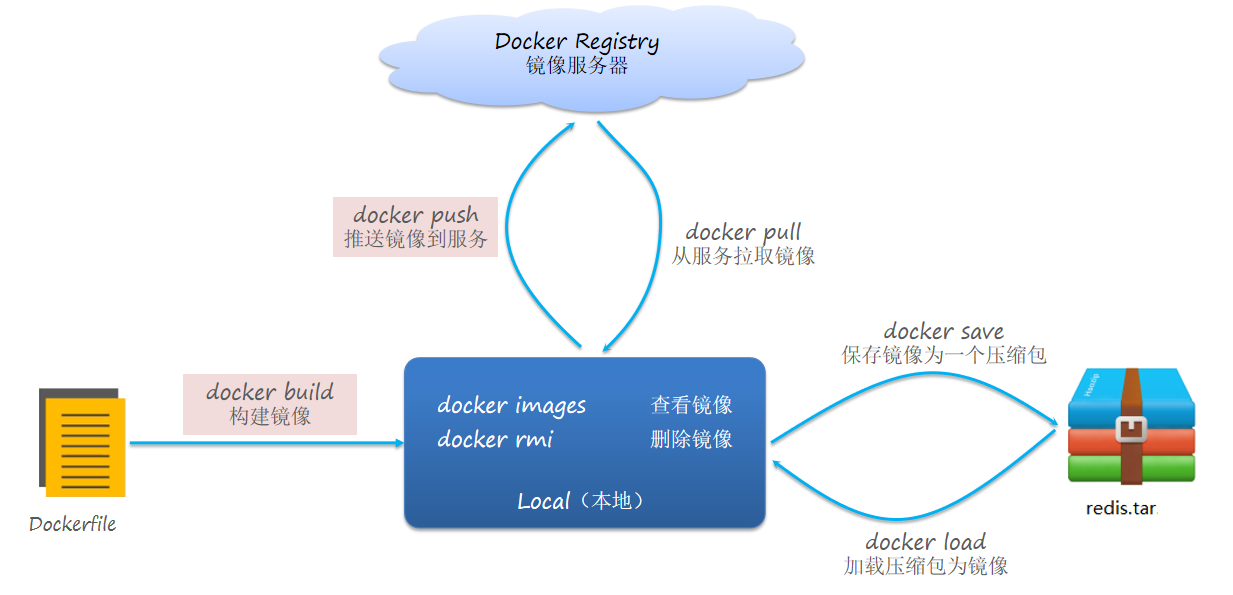 Docker Registry
镜像服务器
docker push
推送镜像到服务
docker pull
从服务拉取镜像
docker save
保存镜像为一个压缩包
docker build
构建镜像
docker images 查看镜像
docker rmi 删除镜像
Local（本地）
Haozip
redis.tar
Dockerfile
docker load
加载压缩包为镜像